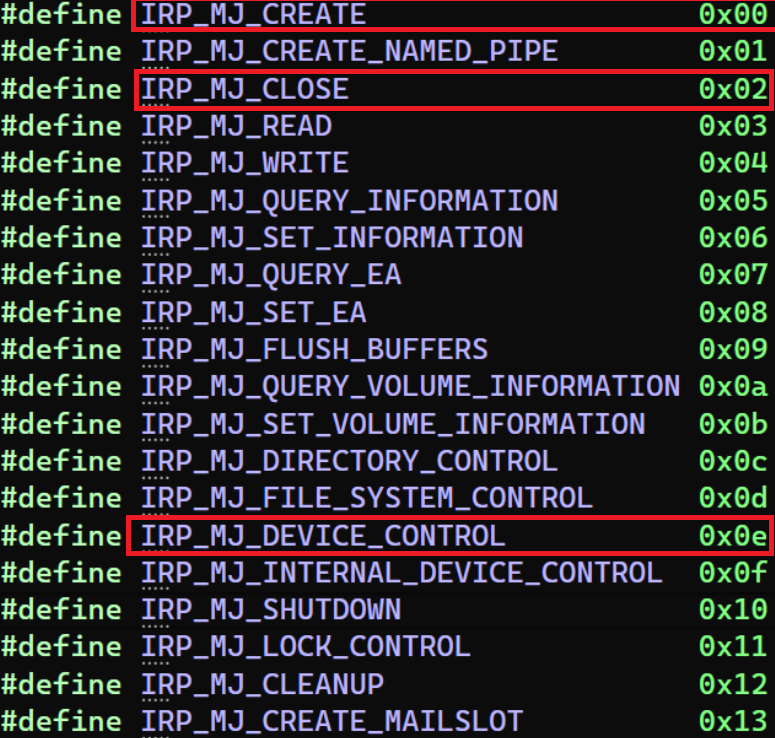 #define IRP_MJ_CREATE 0x00
#define IRP_MJ_CREATE_NAMED_PIPE 0x01
#define IRP_MJ_CLOSE 0x02
#define IRP_MJ_READ 0x03
#define IRP_MJ_WRITE 0x04
#define IRP_MJ_QUERY_INFORMATION 0x05
#define IRP_MJ_SET_INFORMATION 0x06
#define IRP_MJ_QUERY_EA 0x07
#define IRP_MJ_SET_EA 0x08
#define IRP_MJ_FLUSH_BUFFERS 0x09
#define IRP_MJ_QUERY_VOLUME_INFORMATION 0x0a
#define IRP_MJ_SET_VOLUME_INFORMATION 0x0b
#define IRP_MJ_DIRECTORY_CONTROL 0x0c
#define IRP_MJ_FILE_SYSTEM_CONTROL 0x0d
#define IRP_MJ_DEVICE_CONTROL 0x0e
#define IRP_MJ_INTERNAL_DEVICE_CONTROL 0x0f
#define IRP_MJ_SHUTDOWN 0x10
#define IRP_MJ_LOCK_CONTROL 0x11
#define IRP_MJ_CLEANUP 0x12
#define IRP_MJ_CREATE_MAILSLOT 0x13